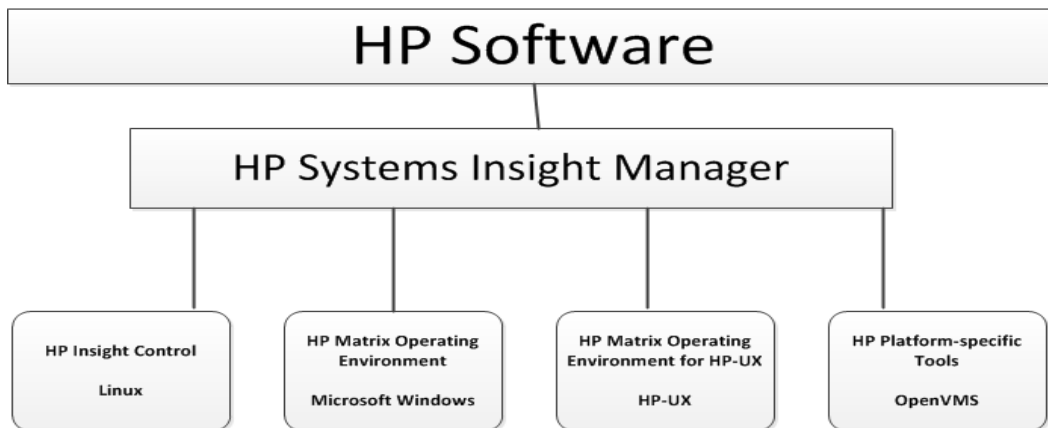 HP Software
HP Systems Insight Manager
HP Insight Control
Linux
HP Matrix Operating
Environment
Microsoft Windows
HP Matrix Operating
Environment for HP-UX
HP-UX
HP Platform-specific
Tools
OpenVMS